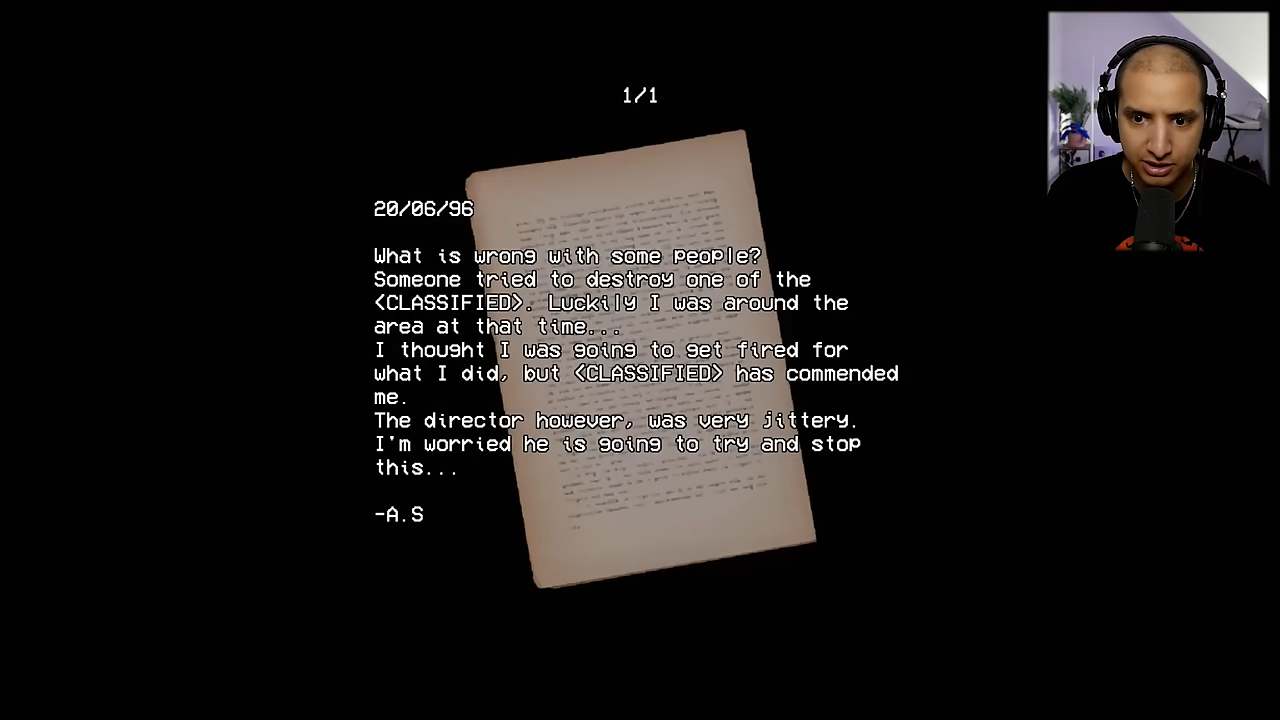 1/1
20/06/96
What is wrong with some people?
Someone tried to destroy one of the
<CLASSIFIED>. Luckily I was around the
area at that time...
I thought I was going to get fired for
what I did, but <CLASSIFIED> has commended
me.
The director however, was very jittery.
I'm worried he is going to try and stop
this...
-A.S